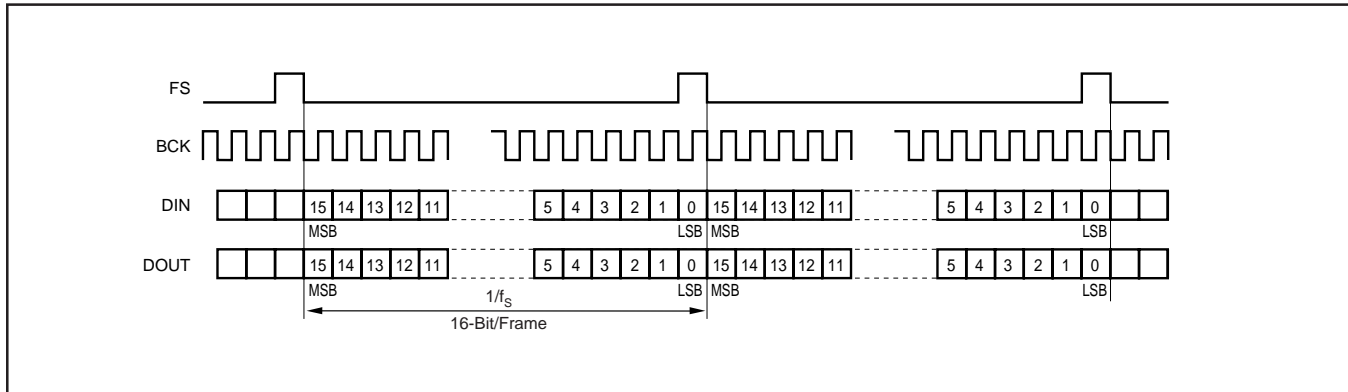 FS
BCK
DIN 15 14 13 12 11 5 4 3 2 1 0 15 14 13 12 11 5 4 3 2 1 0
MSB LSB MSB LSB
DOUT 15 14 13 12 11 5 4 3 2 1 0 15 14 13 12 11 5 4 3 2 1 0
MSB LSB MSB LSB
1/fS
16-Bit/Frame